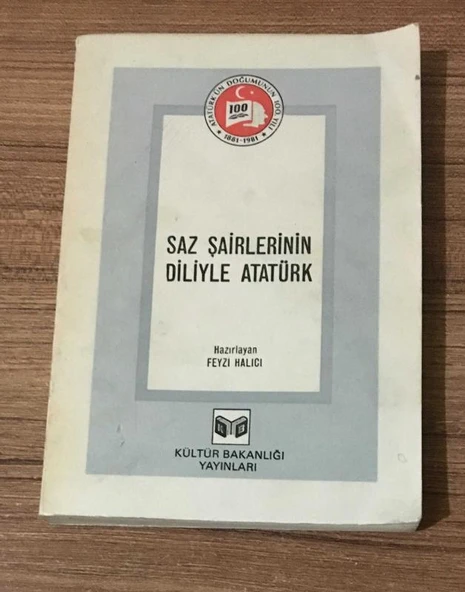 ATATÜRK'ÜN DOĞUMUNUN 100. YILI
100
1881-1981
SAZ ŞAİRLERİNİN
DİLİYLE ATATÜRK
Hazırlayan
FEYZİ HALICI
KÜLTÜR BAKANLIĞI
YAYINLARI